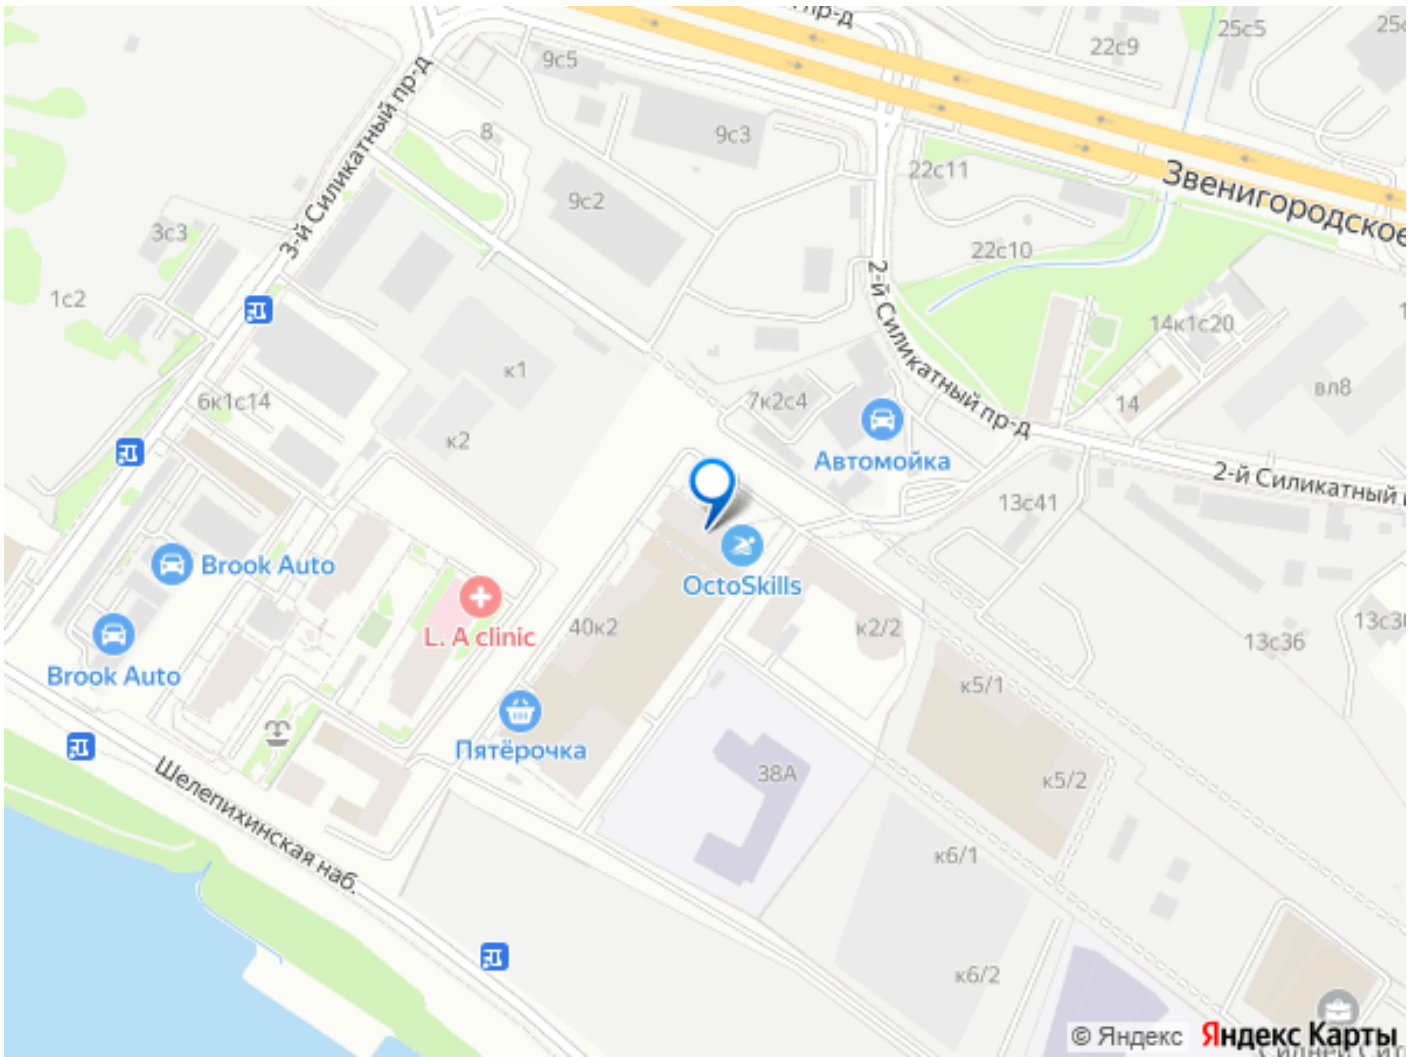 пр-д
25с5
22с9
9с5
3-й Силикатный пр-д
8
9с3
22с11
Звенигородское
9с2
3с3
22с10
2-й Силикатный пр-д
1с2
14к1с20
к1
вл8
6к1с14
7к2с4
14
к2
Автомойка
2-й Силикатный
13с41
Brook Auto
OctoSkills
L. A clinic
40к2
к2/2
13с36
Brook Auto
к5/1
Пятёрочка
38А
к5/2
Шелепихинская наб.
к6/1
к6/2
© Яндекс Яндекс Карты